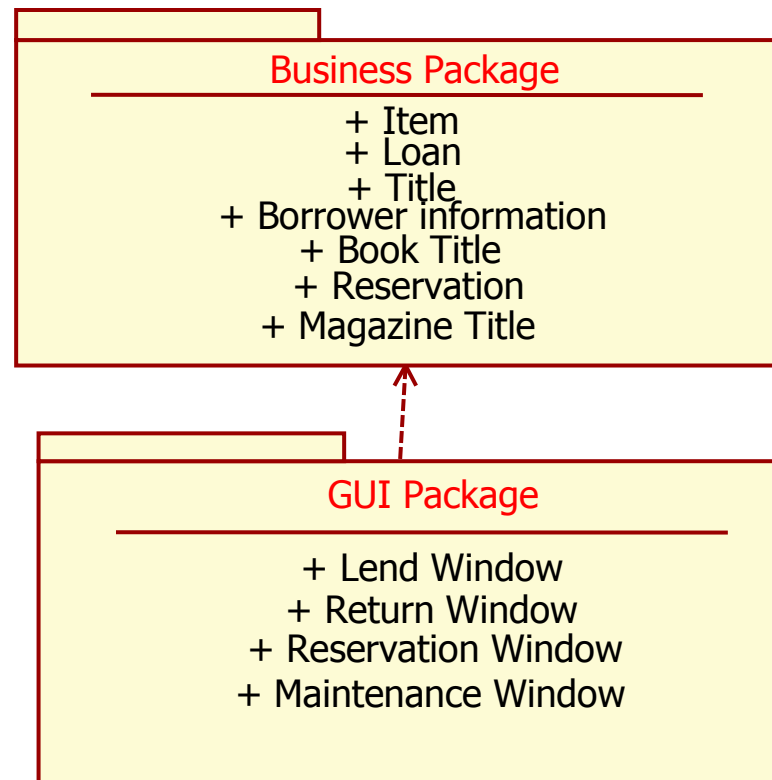 Business Package
+ Item
+ Loan
+ Title
+ Borrower information
+ Book Title
+ Reservation
+ Magazine Title
GUI Package
+ Lend Window
+ Return Window
+ Reservation Window
+ Maintenance Window